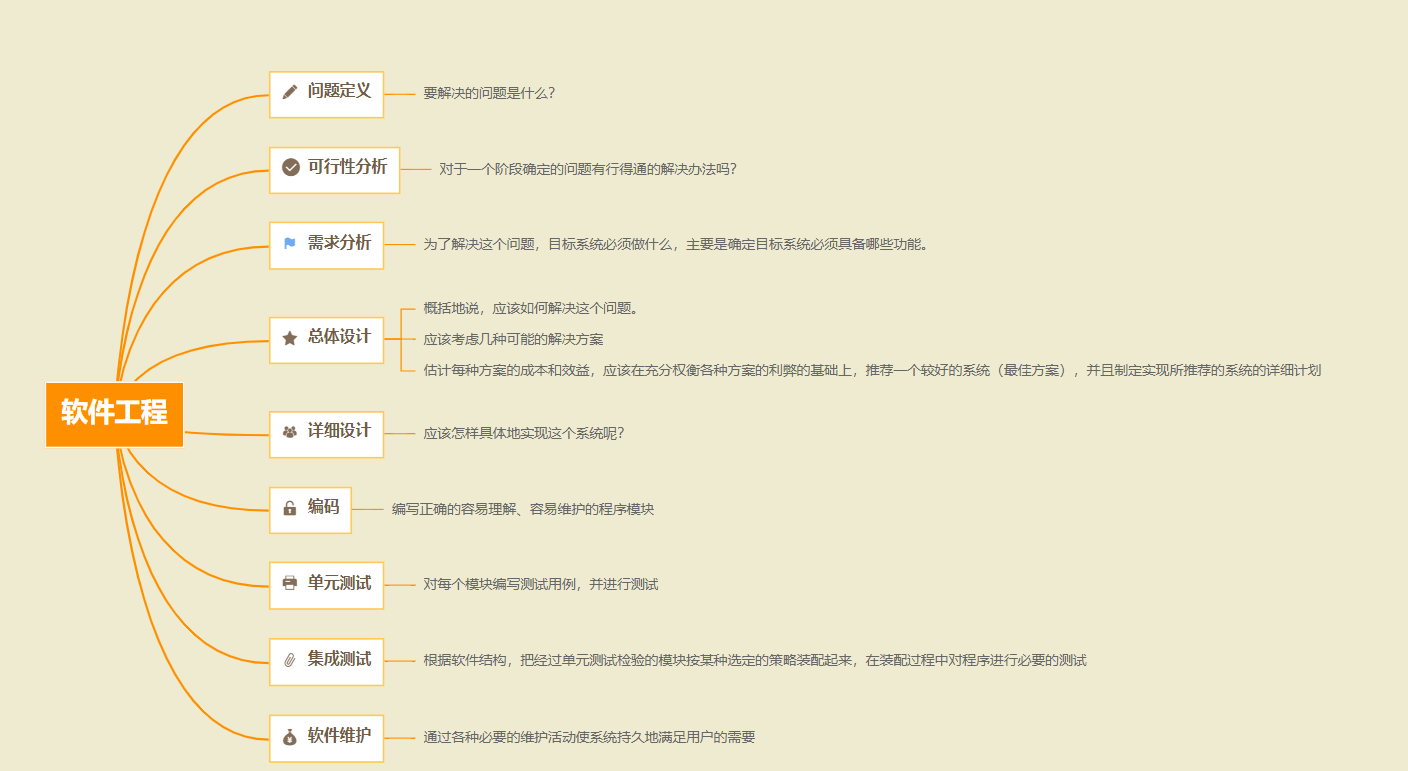 软件工程
问题定义
要解决的问题是什么？
可行性分析
对于一个阶段确定的问题有行得通的解决办法吗？
需求分析
为了解决这个问题，目标系统必须做什么，主要是确定目标系统必须具备哪些功能。
总体设计
概括地说，应该如何解决这个问题。
应该考虑几种可能的解决方案
估计每种方案的成本和效益，应该在充分权衡各种方案的利弊的基础上，推荐一个较好的系统（最佳方案），并且制定实现所推荐的系统的详细计划
详细设计
应该怎样具体地实现这个系统呢？
编码
编写正确的容易理解、容易维护的程序模块
单元测试
对每个模块编写测试用例，并进行测试
集成测试
根据软件结构，把经过单元测试检验的模块按某种选定的策略装配起来，在装配过程中对程序进行必要的测试
软件维护
通过各种必要的维护活动使系统持久地满足用户的需要